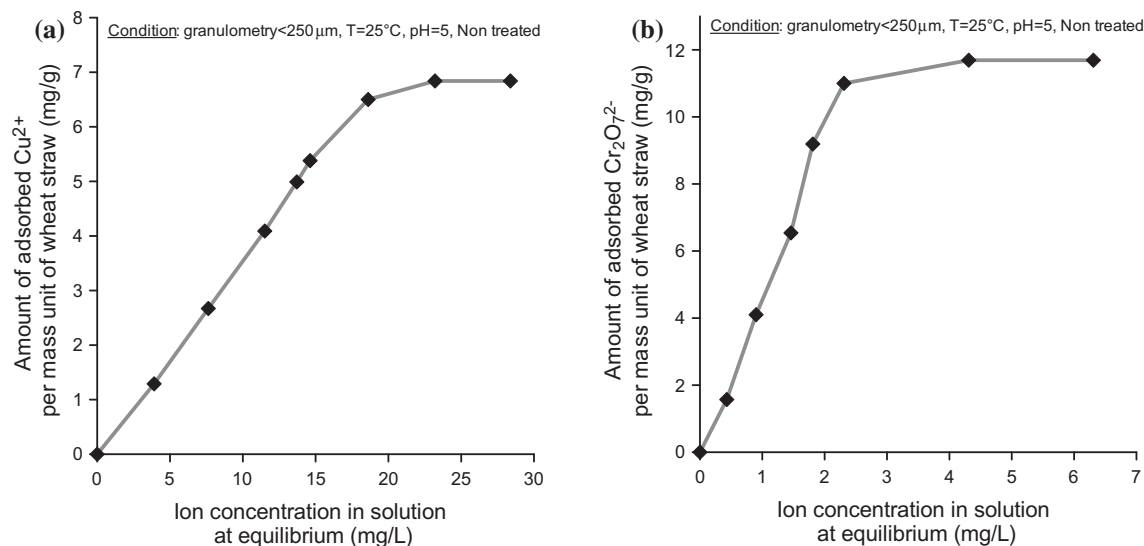 (a)
Condition: granulometry<250 μm, T=25°C, pH=5, Non treated
Amount of adsorbed Cu²⁺
per mass unit of wheat straw (mg/g)
8
7
6
5
4
3
2
1
0
0 5 10 15 20 25 30
Ion concentration in solution
at equilibrium (mg/L)
(b)
Condition: granulometry<250 μm, T=25°C, pH=5, Non treated
Amount of adsorbed Cr₂O₇²⁻
per mass unit of wheat straw (mg/g)
12
10
8
6
4
2
0
0 1 2 3 4 5 6 7
Ion concentration in solution
at equilibrium (mg/L)